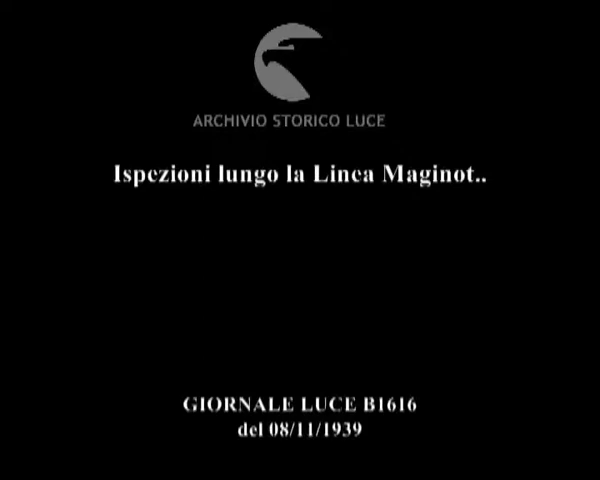 ARCHIVIO STORICO LUCE
Ispezioni lungo la Linea Maginot..
GIORNALE LUCE B1616
del 08/11/1939